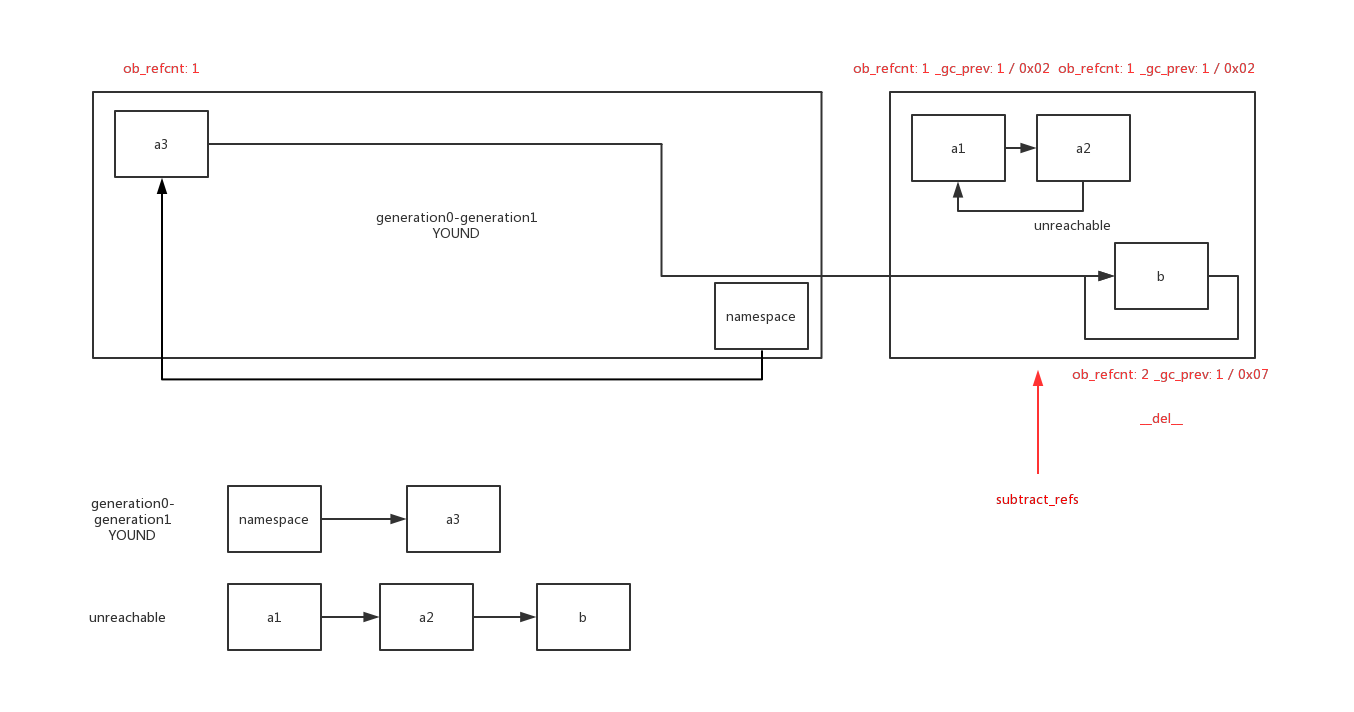 ob_refcnt: 1
ob_refcnt: 1 _gc_prev: 1 / 0x02
ob_refcnt: 1 _gc_prev: 1 / 0x02
a3
a1
a2
generation0-generation1
YOUND
unreachable
b
namespace
ob_refcnt: 2 _gc_prev: 1 / 0x07
__del__
subtract_refs
generation0-
generation1
YOUND
namespace
a3
unreachable
a1
a2
b